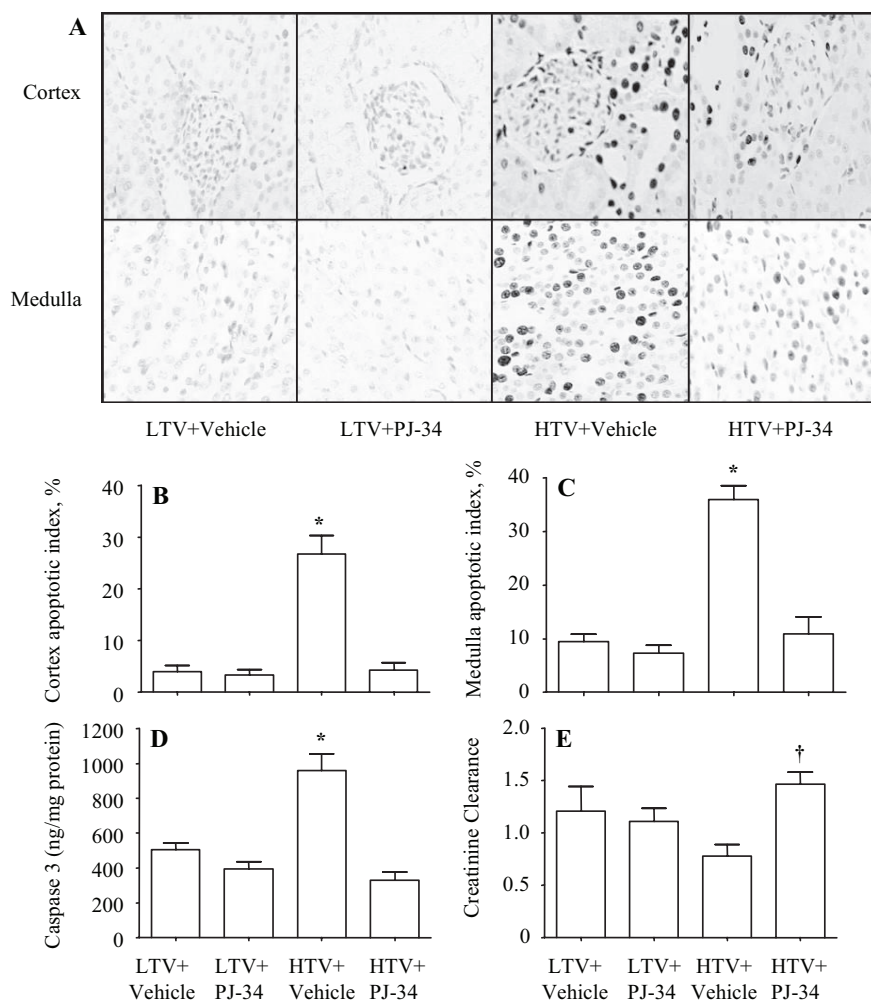 A
Cortex
Medulla
LTV+Vehicle LTV+PJ-34 HTV+Vehicle HTV+PJ-34
B
Cortex apoptotic index, %
40
30
20
10
0
*
C
Medulla apoptotic index, %
40
30
20
10
0
*
D
Caspase 3 (ng/mg protein)
1200
1000
800
600
400
200
0
*
LTV+ LTV+ HTV+ HTV+
Vehicle PJ-34 Vehicle PJ-34
E
Creatinine Clearance
2.0
1.5
1.0
0.5
0
†
LTV+ LTV+ HTV+ HTV+
Vehicle PJ-34 Vehicle PJ-34